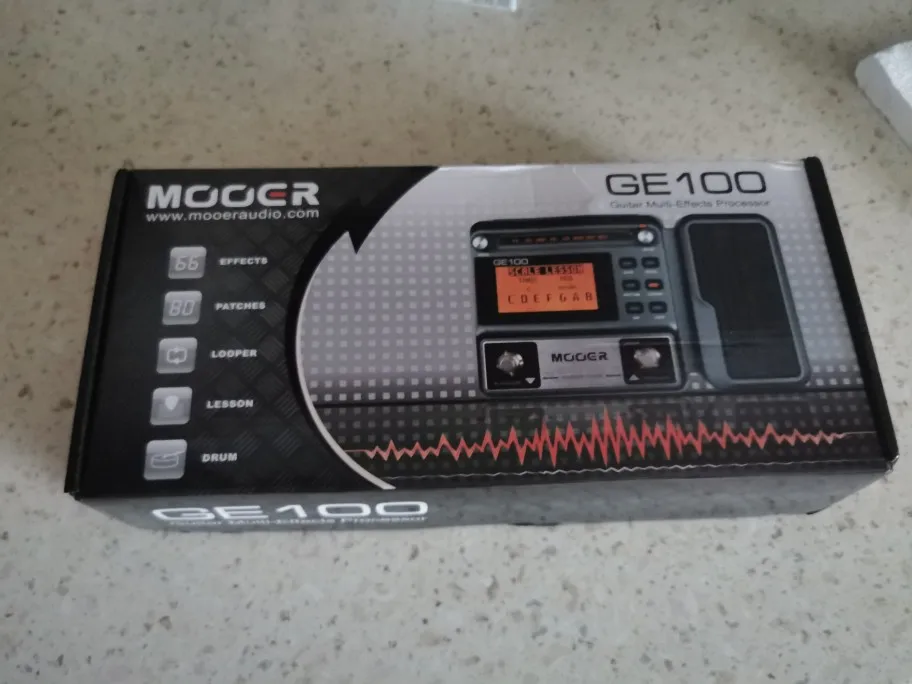 MOOER
www.mooeraudio.com
GE100
Guitar Multi-Effects Processor
66 EFFECTS
80 PATCHES
LOOPER
LESSON
DRUM
GE100
SCALE LESSON
C D E F G A B
MOOER
GE100
Guitar Multi-Effects Processor